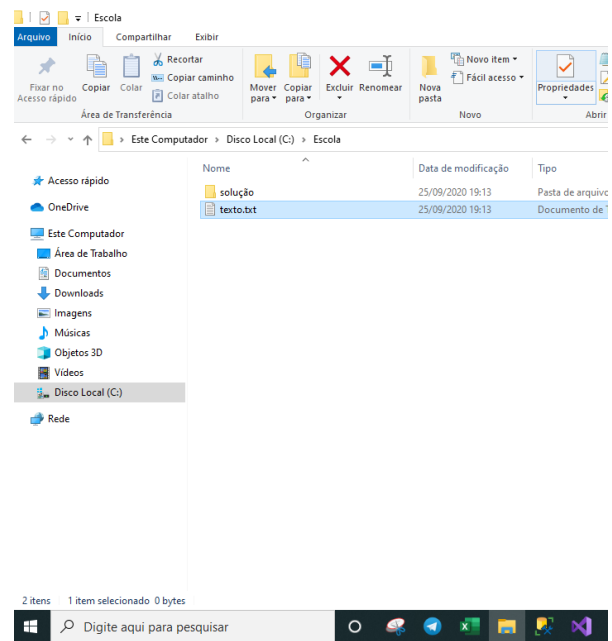 Escola
Arquivo Início Compartilhar Exibir
Fixar no Acesso rápido
Copiar
Colar
Recortar
Copiar caminho
Colar atalho
Mover para
Copiar para
Excluir
Renomear
Nova pasta
Novo item
Fácil acesso
Propriedades
Área de Transferência Organizar Novo Abrir
Este Computador > Disco Local (C:) > Escola
Nome Data de modificação Tipo
solução 25/09/2020 19:13 Pasta de arquivo
texto.txt 25/09/2020 19:13 Documento de
Acesso rápido
OneDrive
Este Computador
Área de Trabalho
Documentos
Downloads
Imagens
Músicas
Objetos 3D
Vídeos
Disco Local (C:)
Rede
2 itens 1 item selecionado 0 bytes
Digite aqui para pesquisar